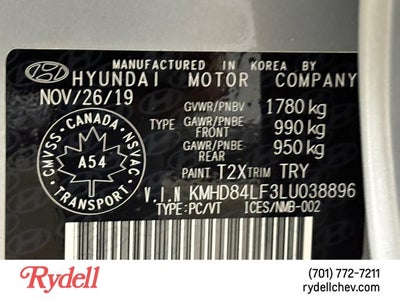 MANUFACTURED IN KOREA BY
HYUNDAI MOTOR COMPANY
NOV/26/19
GVWR/PNBV 1780 kg
TYPE GAWR/PNBE FRONT 990 kg
GAWR/PNBE REAR 950 kg
PAINT T2X TRIM TRY
V.I.N KMHD84LF3LU038896
TYPE:PC/VT ICES/NMB-002
CMVSS - CANADA - NSVAC
A54
TRANSPORT
Rydell
(701) 772-7211
rydellchev.com